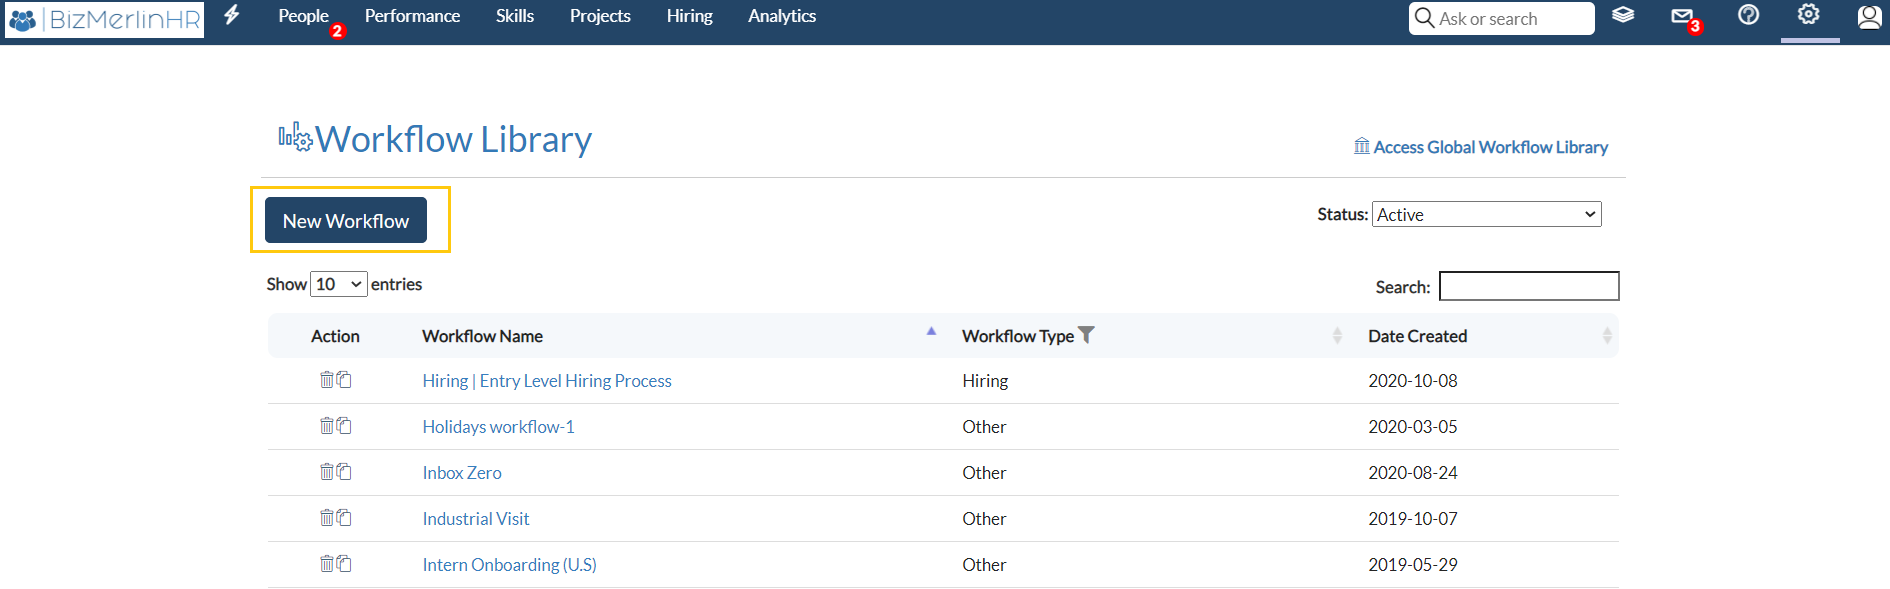 BizMerlinHR People 2 Performance Skills Projects Hiring Analytics Ask or search 3
Workflow Library
Access Global Workflow Library
New Workflow
Status: Active
Show 10 entries
Search:
Action Workflow Name Workflow Type Date Created
Hiring | Entry Level Hiring Process Hiring 2020-10-08
Holidays workflow-1 Other 2020-03-05
Inbox Zero Other 2020-08-24
Industrial Visit Other 2019-10-07
Intern Onboarding (U.S) Other 2019-05-29